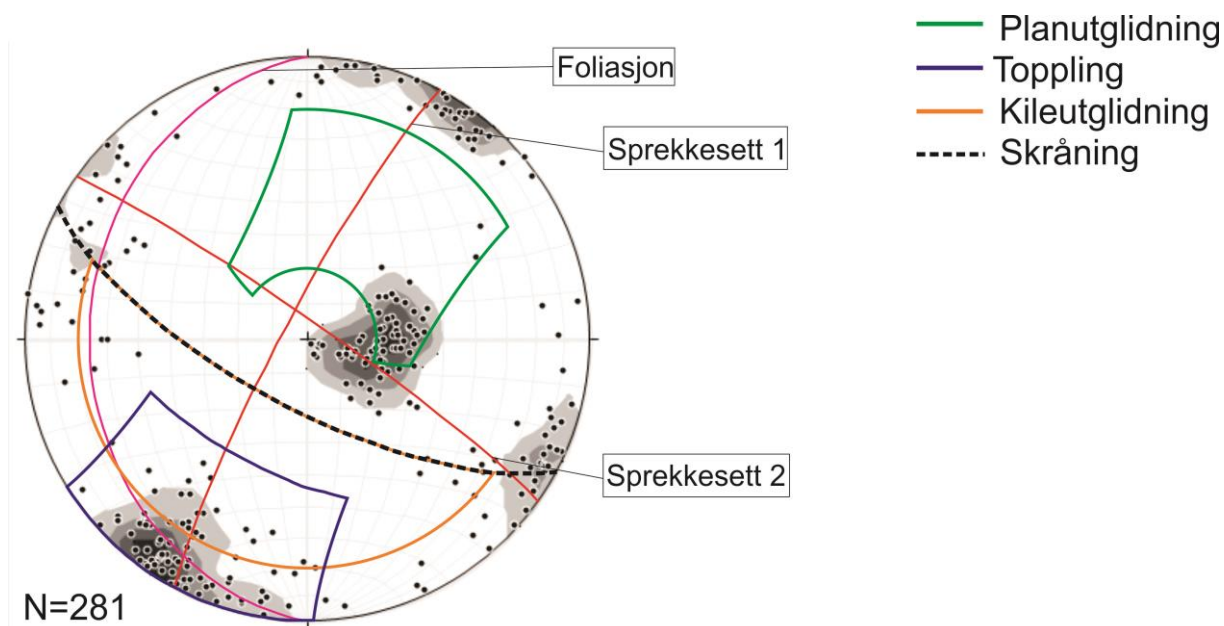 Planutglidning
Toppling
Kileutglidning
Skråning
Foliasjon
Sprekkesett 1
Sprekkesett 2
N=281